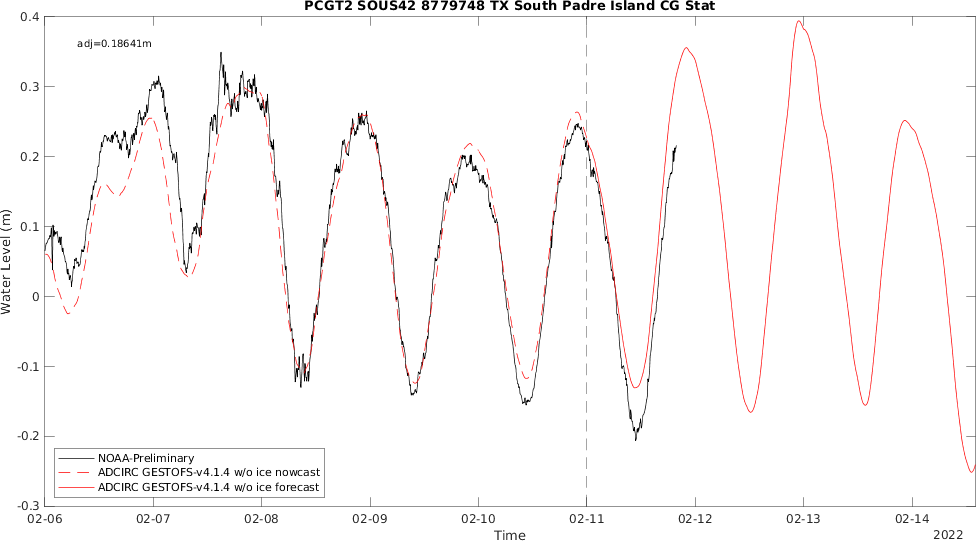 PCGT2 SOUS42 8779748 TX South Padre Island CG Stat
adj=0.18641m
0.4
0.3
0.2
0.1
0
-0.1
-0.2
-0.3
Water Level (m)
NOAA-Preliminary
ADCIRC GESTOFS-v4.1.4 w/o ice nowcast
ADCIRC GESTOFS-v4.1.4 w/o ice forecast
02-06 02-07 02-08 02-09 02-10 02-11 02-12 02-13 02-14
Time
2022